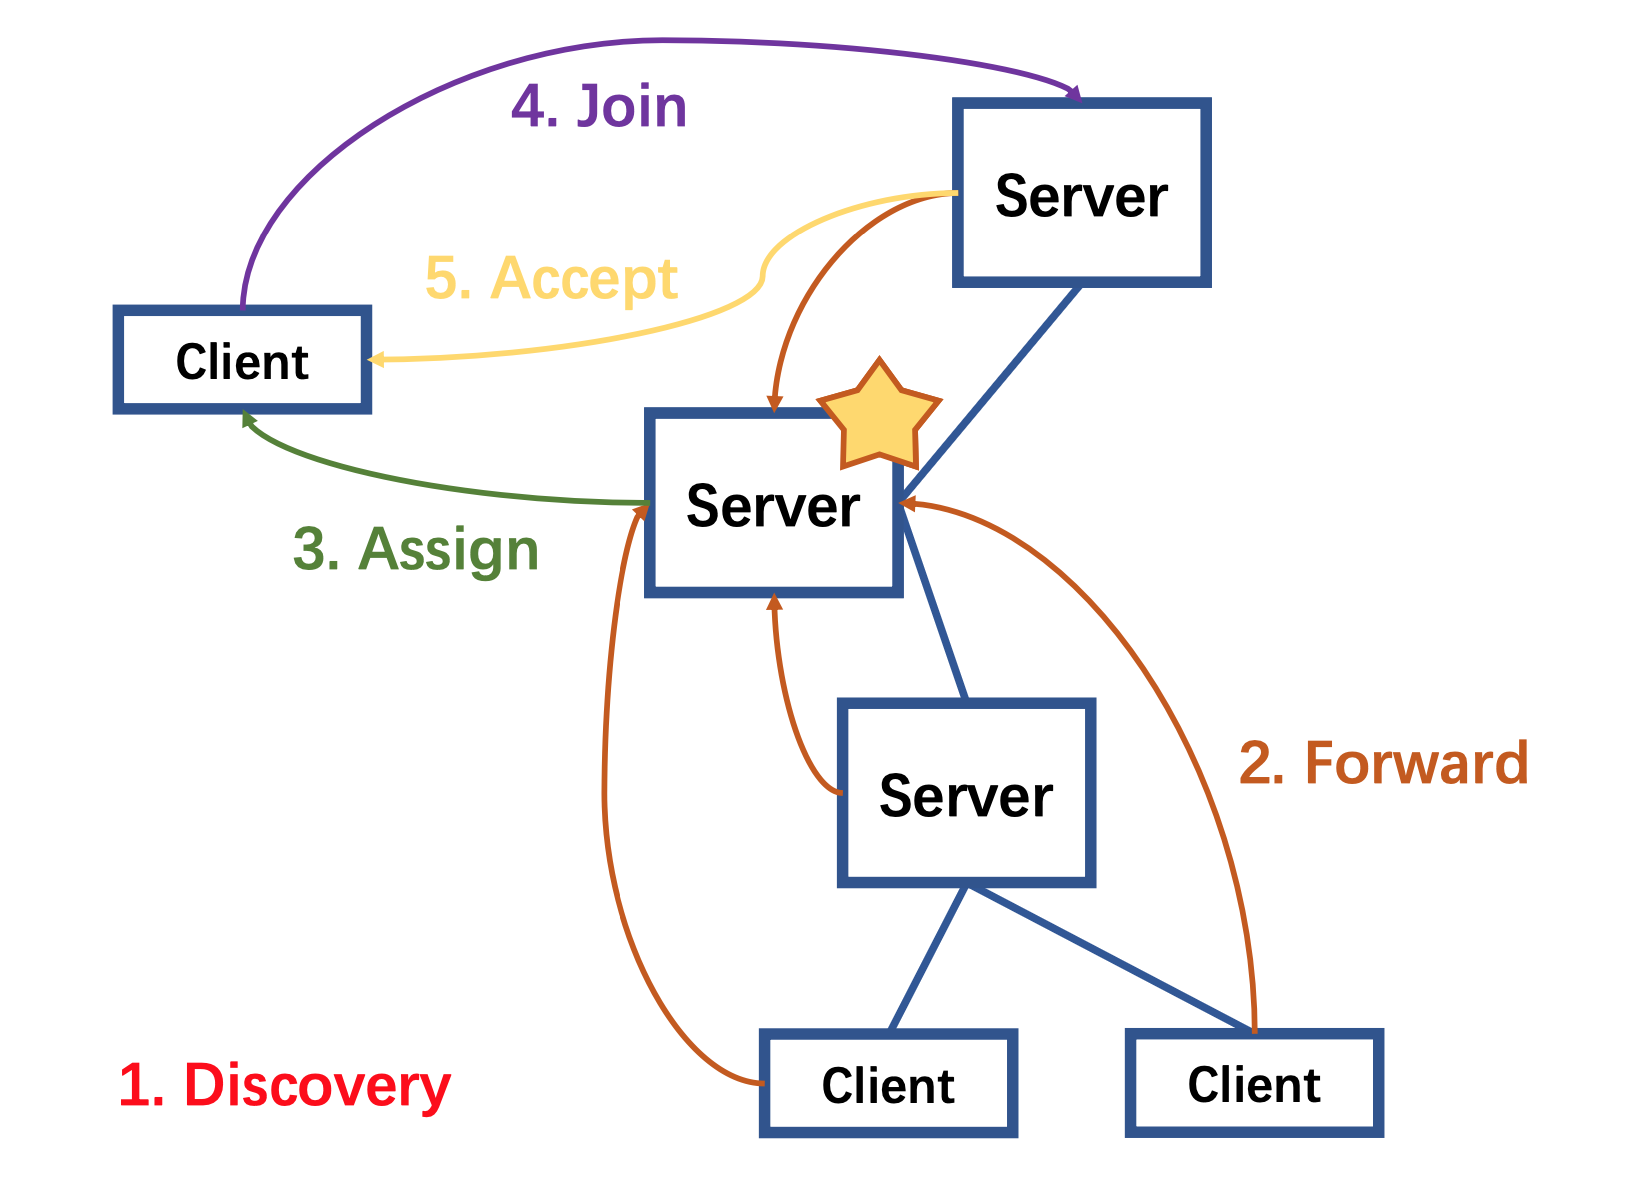 4. Join
Server
5. Accept
Client
Server
3. Assign
2. Forward
Server
1. Discovery
Client
Client